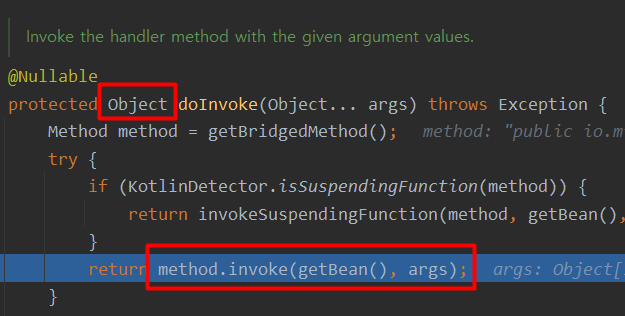 Invoke the handler method with the given argument values.
@Nullable
protected Object doInvoke(Object... args) throws Exception {
Method method = getBridgedMethod(); method: "public io.m
try {
if (KotlinDetector.isSuspendingFunction(method)) {
return invokeSuspendingFunction(method, getBean(),
}
return method.invoke(getBean(), args); args: Object[
}